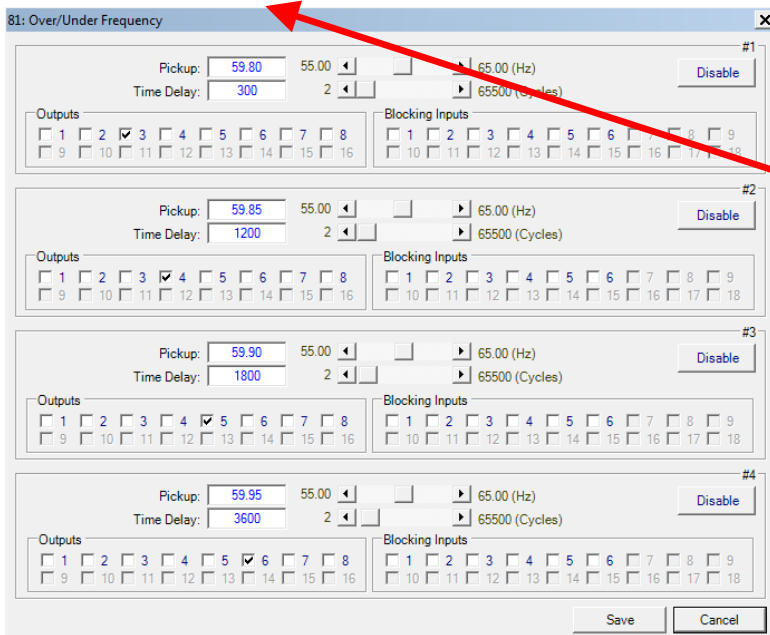 81: Over/Under Frequency
#1
Pickup: 59.80 55.00 65.00 (Hz) Disable
Time Delay: 300 2 65500 (Cycles)
Outputs Blocking Inputs
1 2 3 4 5 6 7 8 1 2 3 4 5 6 7 8 9
9 10 11 12 13 14 15 16 10 11 12 13 14 15 16 17 18
#2
Pickup: 59.85 55.00 65.00 (Hz) Disable
Time Delay: 1200 2 65500 (Cycles)
Outputs Blocking Inputs
1 2 3 4 5 6 7 8 1 2 3 4 5 6 7 8 9
9 10 11 12 13 14 15 16 10 11 12 13 14 15 16 17 18
#3
Pickup: 59.90 55.00 65.00 (Hz) Disable
Time Delay: 1800 2 65500 (Cycles)
Outputs Blocking Inputs
1 2 3 4 5 6 7 8 1 2 3 4 5 6 7 8 9
9 10 11 12 13 14 15 16 10 11 12 13 14 15 16 17 18
#4
Pickup: 59.95 55.00 65.00 (Hz) Disable
Time Delay: 3600 2 65500 (Cycles)
Outputs Blocking Inputs
1 2 3 4 5 6 7 8 1 2 3 4 5 6 7 8 9
9 10 11 12 13 14 15 16 10 11 12 13 14 15 16 17 18
Save Cancel